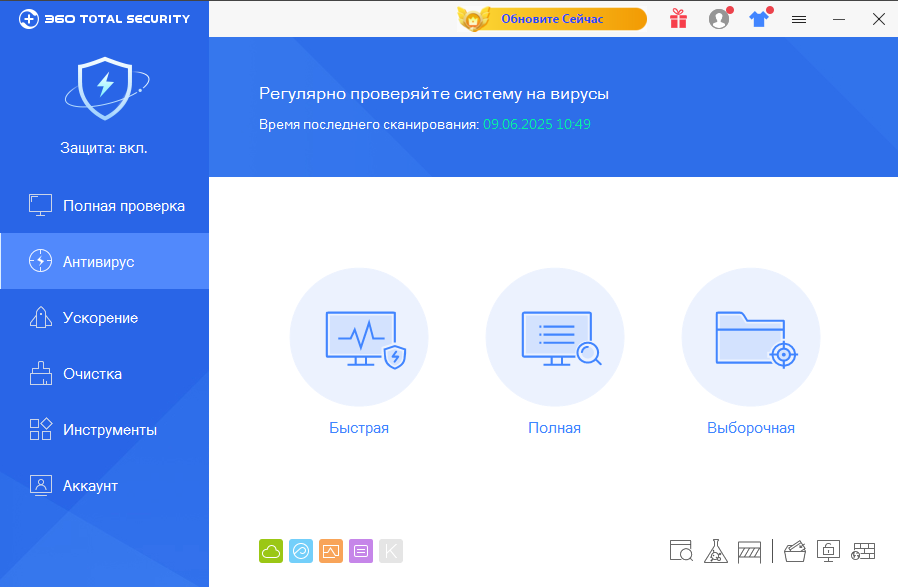 360 TOTAL SECURITY
Обновите Сейчас
Защита: вкл.
Полная проверка
Антивирус
Ускорение
Очистка
Инструменты
Аккаунт
Регулярно проверяйте систему на вирусы
Время последнего сканирования: 09.06.2025 10:49
Быстрая
Полная
Выборочная
K